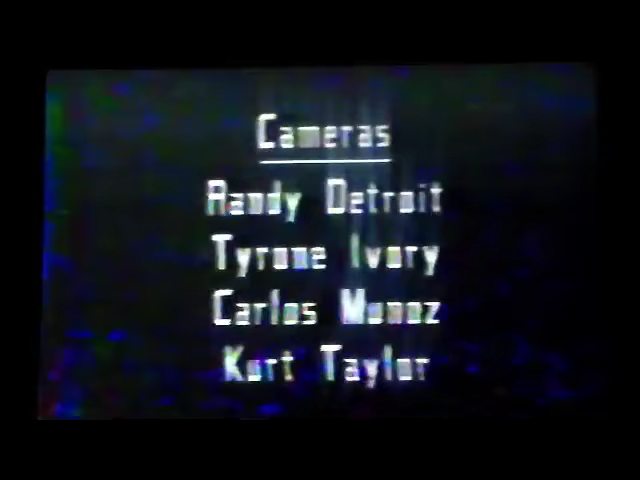 Cameras
Randy Detroit
Tyrone Ivory
Carlos Munoz
Kurt Taylor